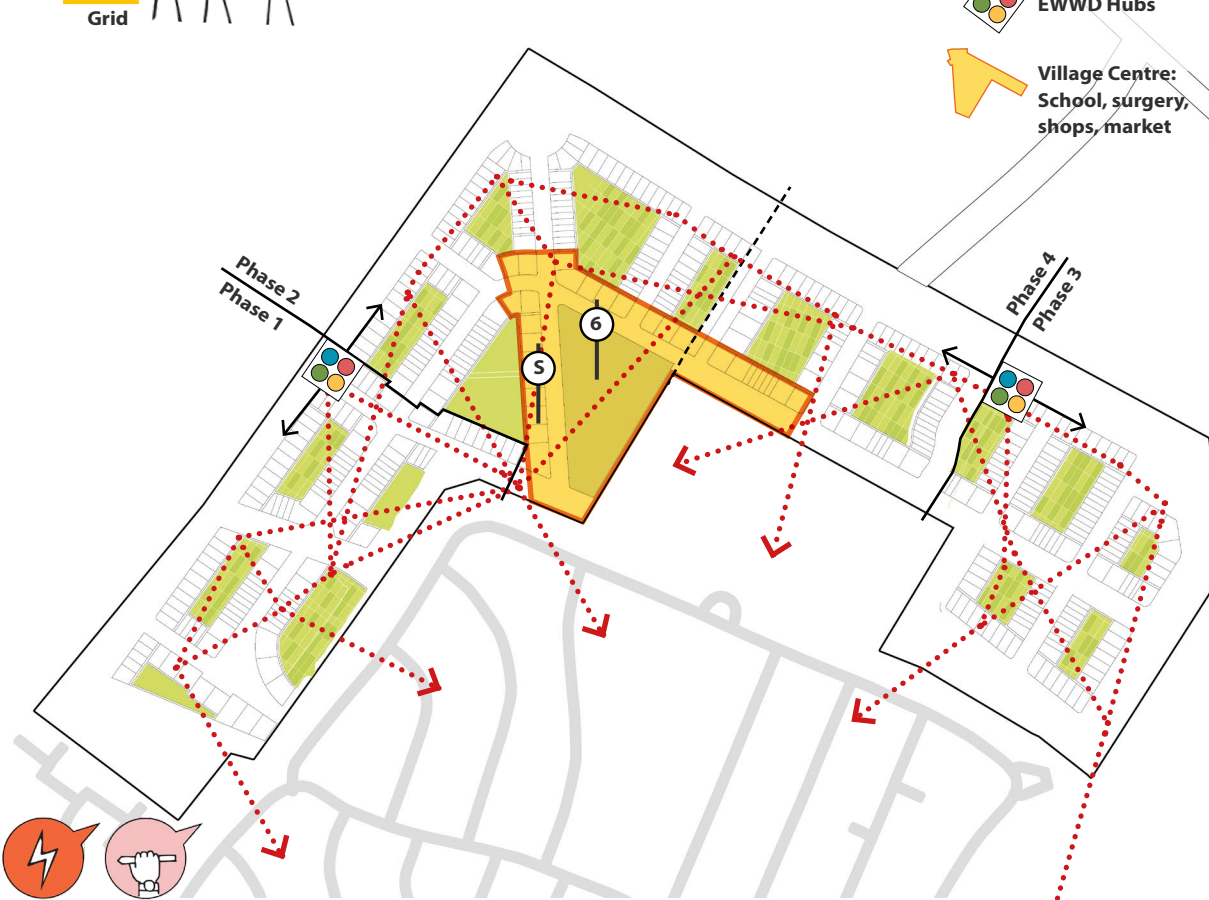 Grid
EWWD Hubs
Village Centre:
School, surgery,
shops, market
Phase 2
Phase 1
Phase 4
Phase 3
6
S